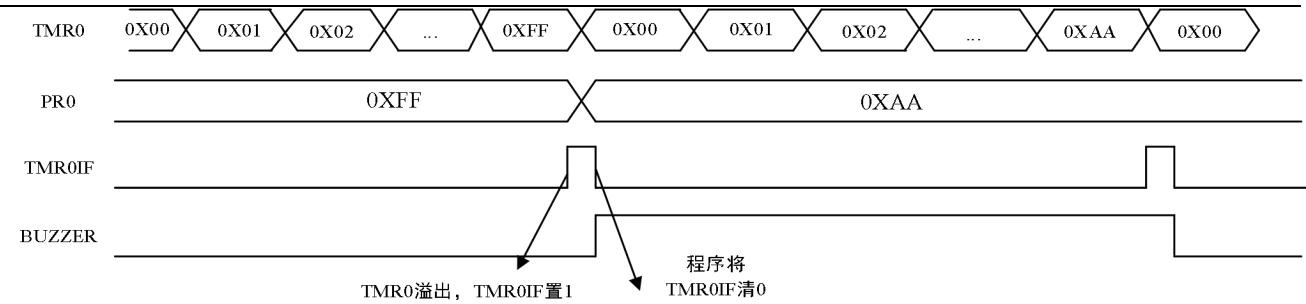 TMR0 0X00 0X01 0X02 ... 0XFF 0X00 0X01 0X02 ... 0XAA 0X00
PR0 0XFF 0XAA
TMR0IF
BUZZER
TMR0溢出，TMR0IF置1
程序将
TMR0IF清0